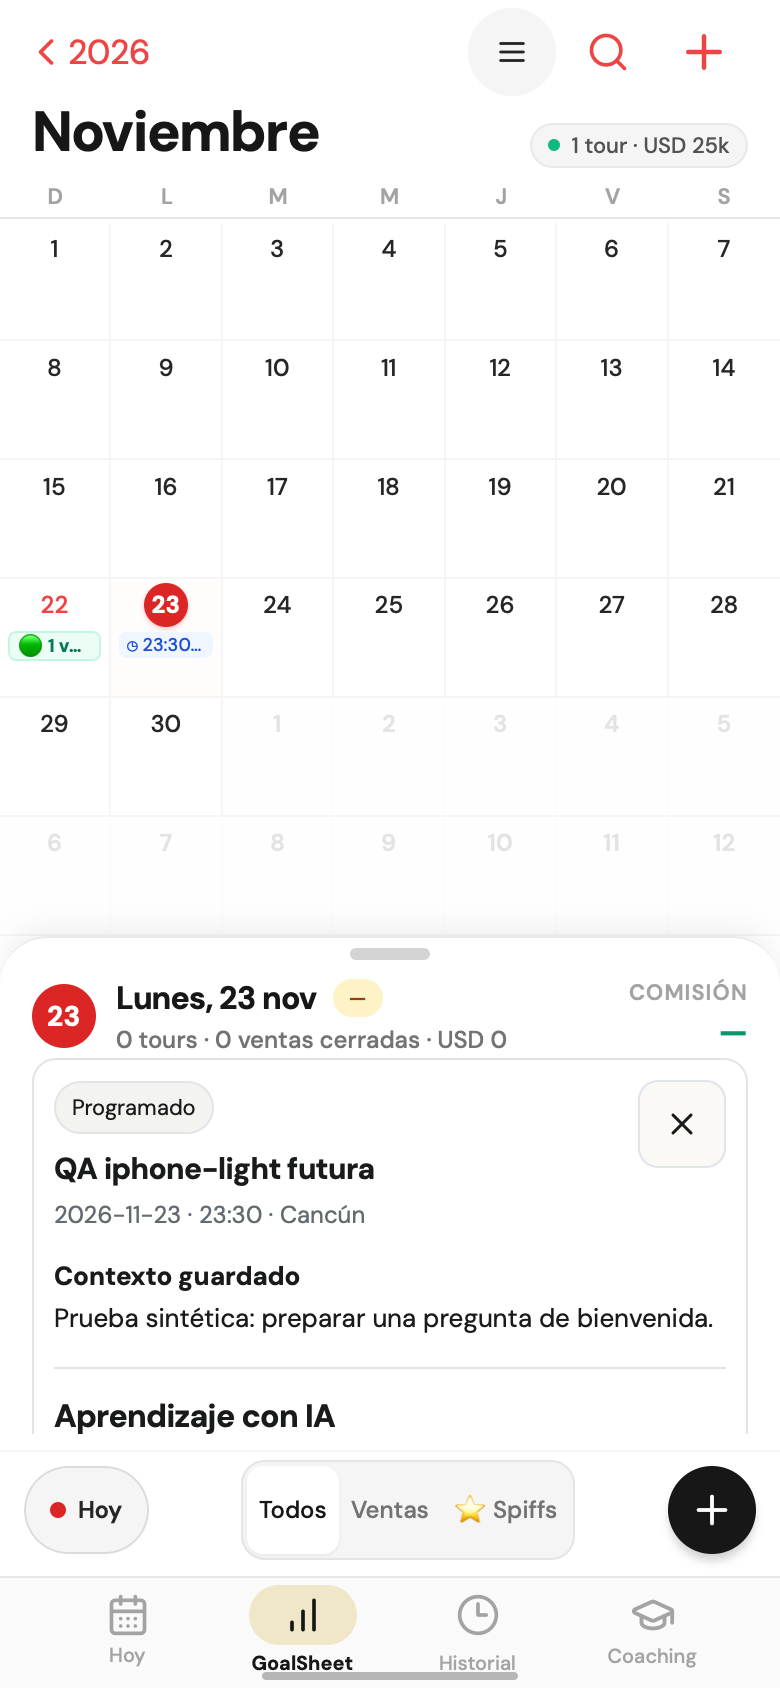 2026
Noviembre
1 tour · USD 25k
D L M M J V S
1 2 3 4 5 6 7
8 9 10 11 12 13 14
15 16 17 18 19 20 21
22 23 24 25 26 27 28
1 v... 23:30...
29 30 1 2 3 4 5
6 7 8 9 10 11 12
23
Lunes, 23 nov –
COMISIÓN
0 tours · 0 ventas cerradas · USD 0
—
Programado
QA iphone-light futura
2026-11-23 · 23:30 · Cancún
Contexto guardado
Prueba sintética: preparar una pregunta de bienvenida.
Aprendizaje con IA
Hoy
Todos Ventas ⭐ Spiffs
Hoy GoalSheet Historial Coaching